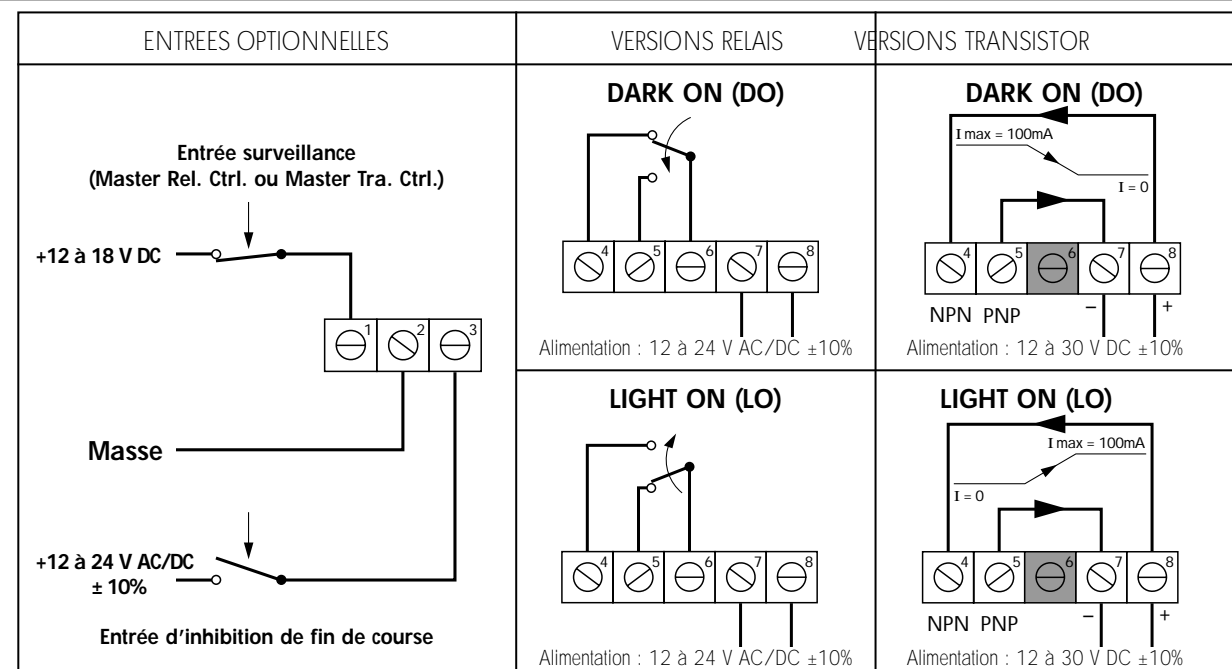 ENTREES OPTIONNELLES
VERSIONS RELAIS
VERSIONS TRANSISTOR
Entrée surveillance
(Master Rel. Ctrl. ou Master Tra. Ctrl.)
+12 à 18 V DC
1 2 3
Masse
+12 à 24 V AC/DC
± 10%
Entrée d'inhibition de fin de course
DARK ON (DO)
4 5 6 7 8
Alimentation : 12 à 24 V AC/DC ±10%
DARK ON (DO)
I max = 100mA
I = 0
4 5 6 7 8
NPN PNP – +
Alimentation : 12 à 30 V DC ±10%
LIGHT ON (LO)
4 5 6 7 8
Alimentation : 12 à 24 V AC/DC ±10%
LIGHT ON (LO)
I max = 100mA
I = 0
4 5 6 7 8
NPN PNP – +
Alimentation : 12 à 30 V DC ±10%